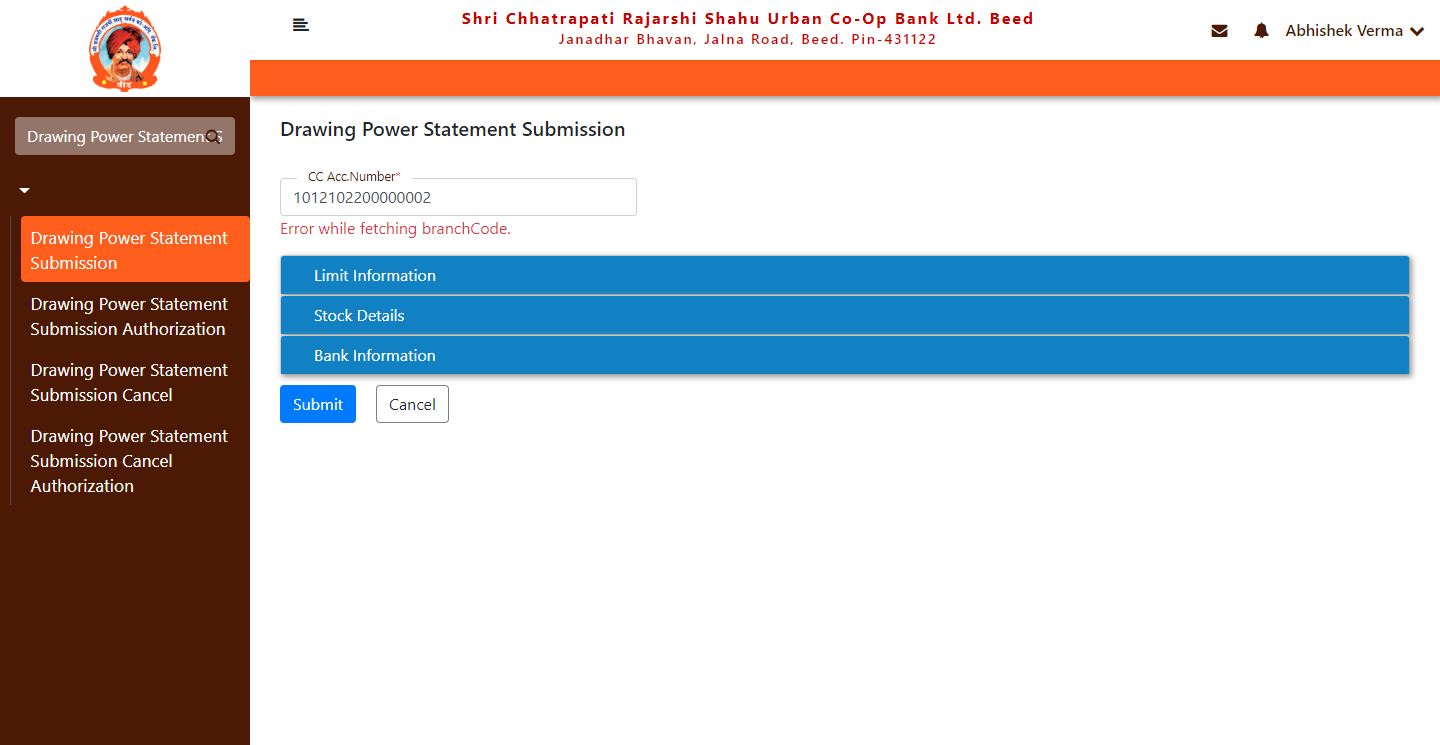 Shri Chhatrapati Rajarshi Shahu Urban Co-Op Bank Ltd. Beed
Janadhar Bhavan, Jalna Road, Beed. Pin-431122
Abhishek Verma
बीड
Drawing Power Statement S
Drawing Power Statement
Submission
Drawing Power Statement
Submission Authorization
Drawing Power Statement
Submission Cancel
Drawing Power Statement
Submission Cancel
Authorization
Drawing Power Statement Submission
CC Acc.Number*
1012102200000002
Error while fetching branchCode.
Limit Information
Stock Details
Bank Information
Submit
Cancel